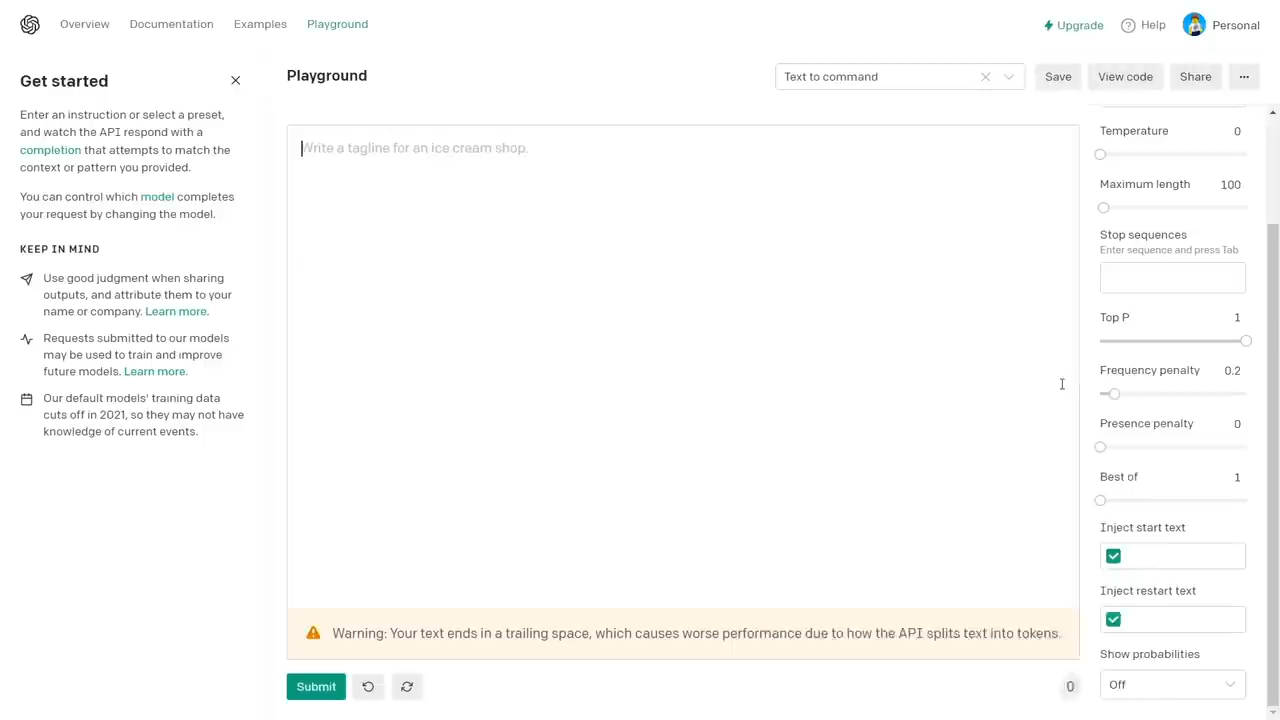 Overview
Documentation
Examples
Playground
Upgrade
Help
Personal
Get started
Enter an instruction or select a preset,
and watch the API respond with a
completion that attempts to match the
context or pattern you provided.
You can control which model completes
your request by changing the model.
KEEP IN MIND
Use good judgment when sharing
outputs, and attribute them to your
name or company. Learn more.
Requests submitted to our models
may be used to train and improve
future models. Learn more.
Our default models' training data
cuts off in 2021, so they may not have
knowledge of current events.
Playground
Text to command
Save
View code
Share
...
Write a tagline for an ice cream shop.
Warning: Your text ends in a trailing space, which causes worse performance due to how the API splits text into tokens.
Submit
0
Temperature 0
Maximum length 100
Stop sequences
Enter sequence and press Tab
Top P 1
Frequency penalty 0.2
Presence penalty 0
Best of 1
Inject start text
Inject restart text
Show probabilities
Off